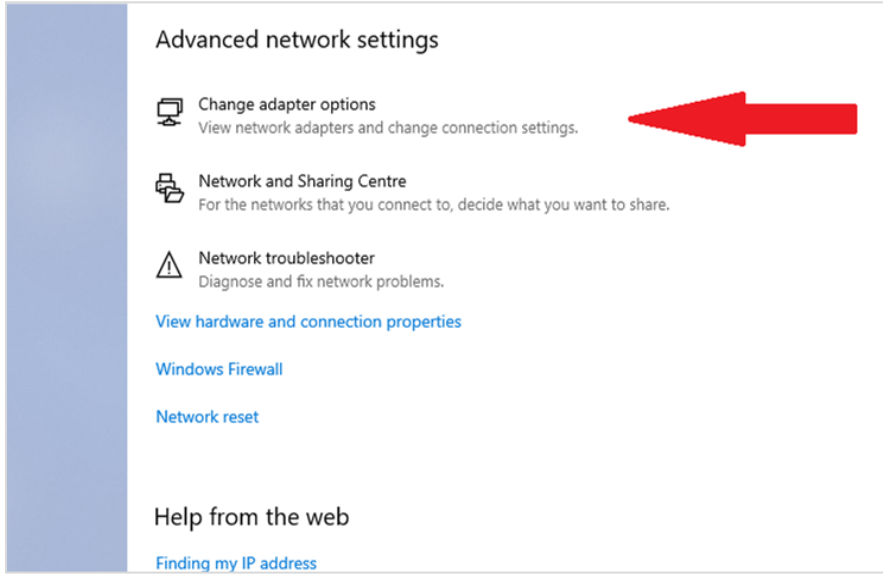 Advanced network settings
Change adapter options
View network adapters and change connection settings.
Network and Sharing Centre
For the networks that you connect to, decide what you want to share.
Network troubleshooter
Diagnose and fix network problems.
View hardware and connection properties
Windows Firewall
Network reset
Help from the web
Finding my IP address